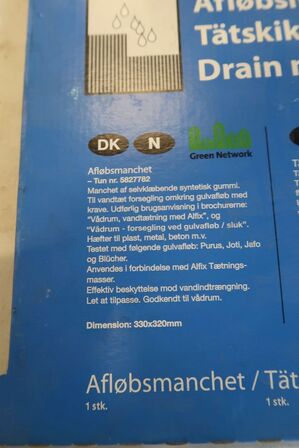 Afløbsm
Tätskik
Drain
DK N
Green Network
Afløbsmanchet
– Tun nr. 5827782
Manchet af selvklæbende syntetisk gummi.
Til vandtæt forsegling omkring gulvafløb med
krave. Udførlig brugsanvisning i brochurerne:
"Vådrum, vandtætning med Alfix", og
"Vådrum - forsegling ved gulvafløb / sluk".
Hæfter til plast, metal, beton m.v.
Testet med følgende gulvafløb: Purus, Joti, Jafo
og Blücher.
Anvendes i forbindelse med Alfix Tætnings-
masser.
Effektiv beskyttelse mod vandindtrængning.
Let at tilpasse. Godkendt til vådrum.
Dimension: 330x320mm
Afløbsmanchet / Tät
1 stk. 1 st